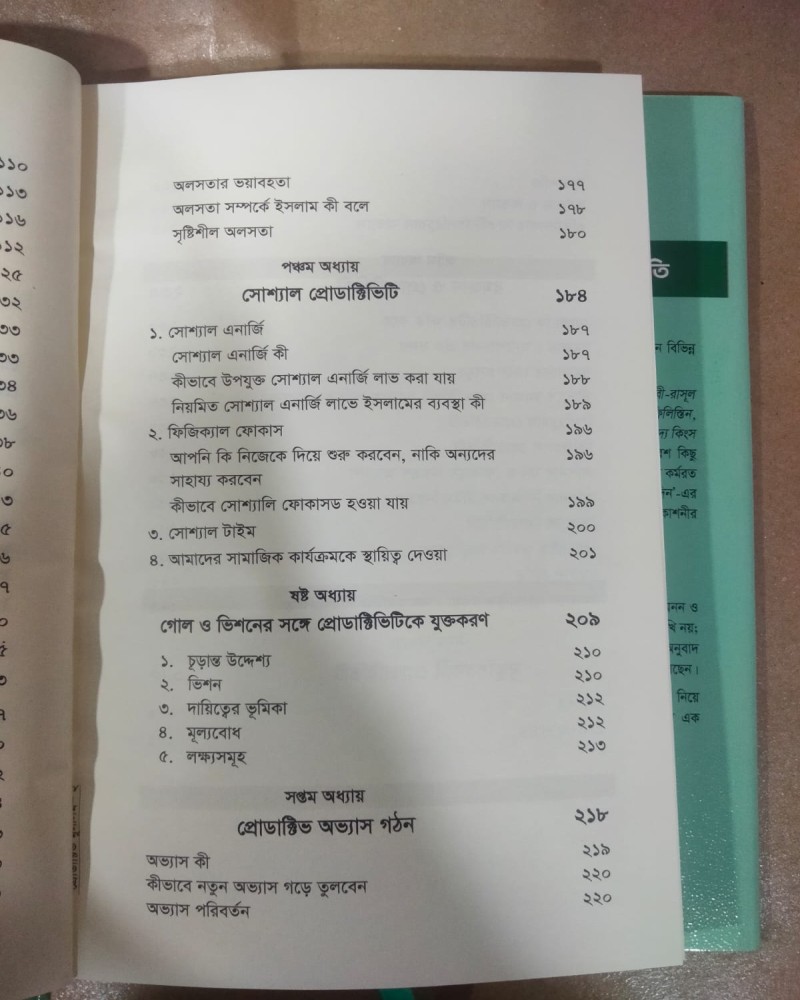 অলসতার ভয়াবহতা ১৭৭
অলসতা সম্পর্কে ইসলাম কী বলে ১৭৮
সৃষ্টিশীল অলসতা ১৮০
পঞ্চম অধ্যায়
সোশ্যাল প্রোডাক্টিভিটি ১৮৪
১. সোশ্যাল এনার্জি ১৮৭
সোশ্যাল এনার্জি কী ১৮৭
কীভাবে উপযুক্ত সোশ্যাল এনার্জি লাভ করা যায় ১৮৮
নিয়মিত সোশ্যাল এনার্জি লাভে ইসলামের ব্যবস্থা কী ১৮৯
২. ফিজিক্যাল ফোকাস ১৯৬
আপনি কি নিজেকে দিয়ে শুরু করবেন, নাকি অন্যদের ১৯৬
সাহায্য করবেন
কীভাবে সোশ্যালি ফোকাসড হওয়া যায় ১৯৯
৩. সোশ্যাল টাইম ২০০
৪. আমাদের সামাজিক কার্যক্রমকে স্থায়িত্ব দেওয়া ২০১
ষষ্ট অধ্যায়
গোল ও ভিশনের সঙ্গে প্রোডাক্টিভিটিকে যুক্তকরণ ২০৯
১. চূড়ান্ত উদ্দেশ্য ২১০
২. ভিশন ২১০
৩. দায়িত্বের ভূমিকা ২১২
৪. মূল্যবোধ ২১২
৫. লক্ষ্যসমূহ ২১৩
সপ্তম অধ্যায়
প্রোডাক্টিভ অভ্যাস গঠন ২১৮
অভ্যাস কী ২১৯
কীভাবে নতুন অভ্যাস গড়ে তুলবেন ২২০
অভ্যাস পরিবর্তন ২২০
বিভিন্ন
কিছু
কর্মরত
নিয়ে
এক